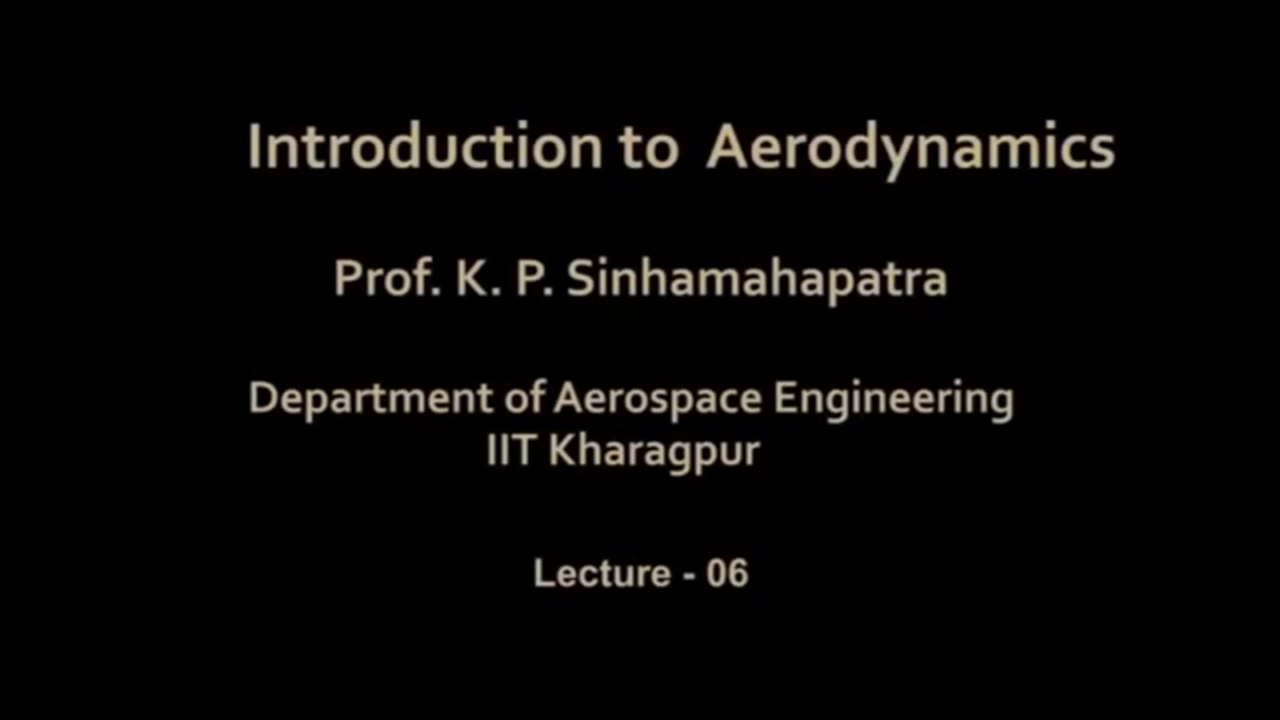 Introduction to Aerodynamics
Prof. K. P. Sinhamahapatra
Department of Aerospace Engineering
IIT Kharagpur
Lecture - 06